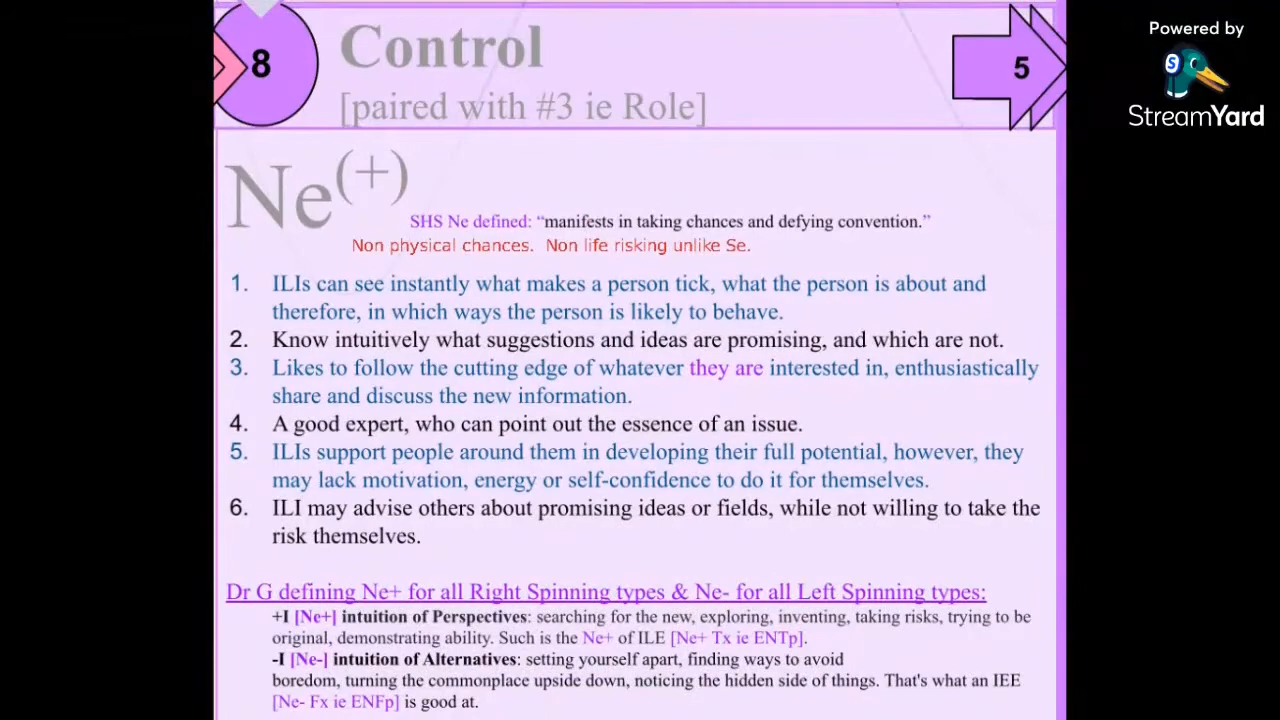 8
Control
[paired with #3 ie Role]
5
Powered by
S
StreamYard
Ne(+)
SHS Ne defined: “manifests in taking chances and defying convention.”
Non physical chances. Non life risking unlike Se.
1. ILIs can see instantly what makes a person tick, what the person is about and
therefore, in which ways the person is likely to behave.
2. Know intuitively what suggestions and ideas are promising, and which are not.
3. Likes to follow the cutting edge of whatever they are interested in, enthusiastically
share and discuss the new information.
4. A good expert, who can point out the essence of an issue.
5. ILIs support people around them in developing their full potential, however, they
may lack motivation, energy or self-confidence to do it for themselves.
6. ILI may advise others about promising ideas or fields, while not willing to take the
risk themselves.
Dr G defining Ne+ for all Right Spinning types & Ne- for all Left Spinning types:
+I [Ne+] intuition of Perspectives: searching for the new, exploring, inventing, taking risks, trying to be
original, demonstrating ability. Such is the Ne+ of ILE [Ne+ Tx ie ENTp].
-I [Ne-] intuition of Alternatives: setting yourself apart, finding ways to avoid
boredom, turning the commonplace upside down, noticing the hidden side of things. That's what an IEE
[Ne- Fx ie ENFp] is good at.